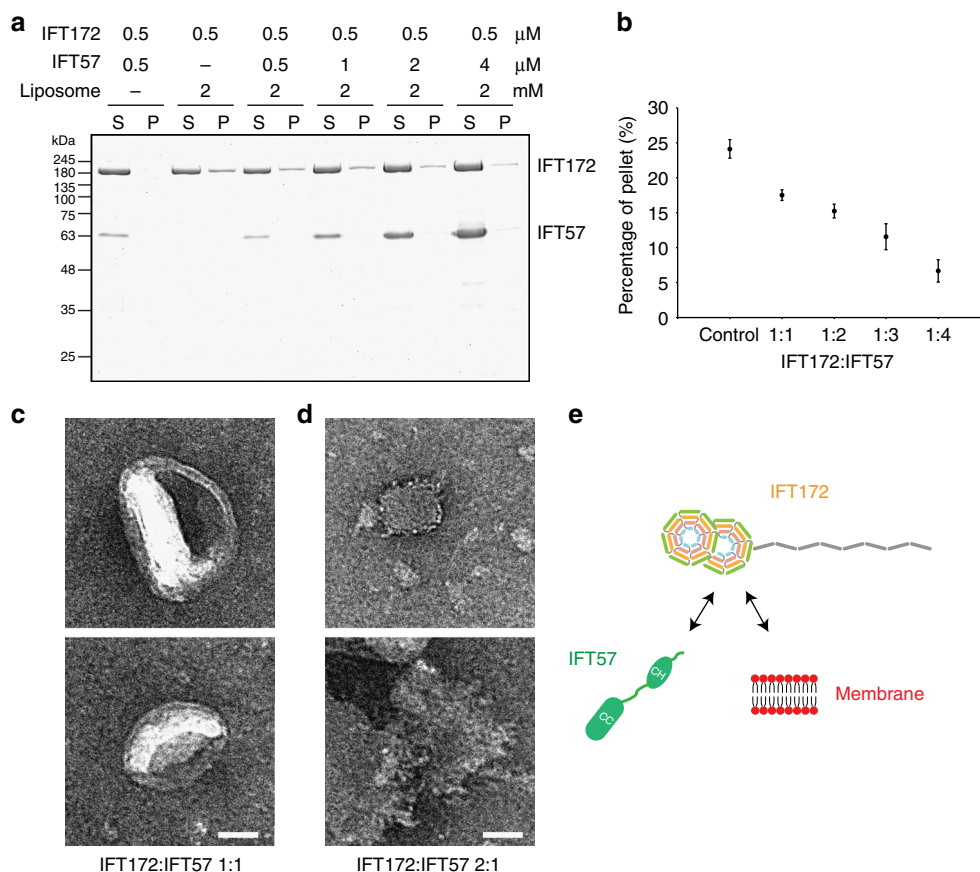 a
IFT172 0.5 0.5 0.5 0.5 0.5 0.5 μM
IFT57 0.5 – 0.5 1 2 4 μM
Liposome – 2 2 2 2 2 mM
S P S P S P S P S P S P
kDa
245
180
135
100
75
63
48
35
25
IFT172
IFT57
b
Percentage of pellet (%)
30
25
20
15
10
5
0
Control 1:1 1:2 1:3 1:4
IFT172:IFT57
c
IFT172:IFT57 1:1
d
IFT172:IFT57 2:1
e
IFT172
IFT57
CH
CC
Membrane